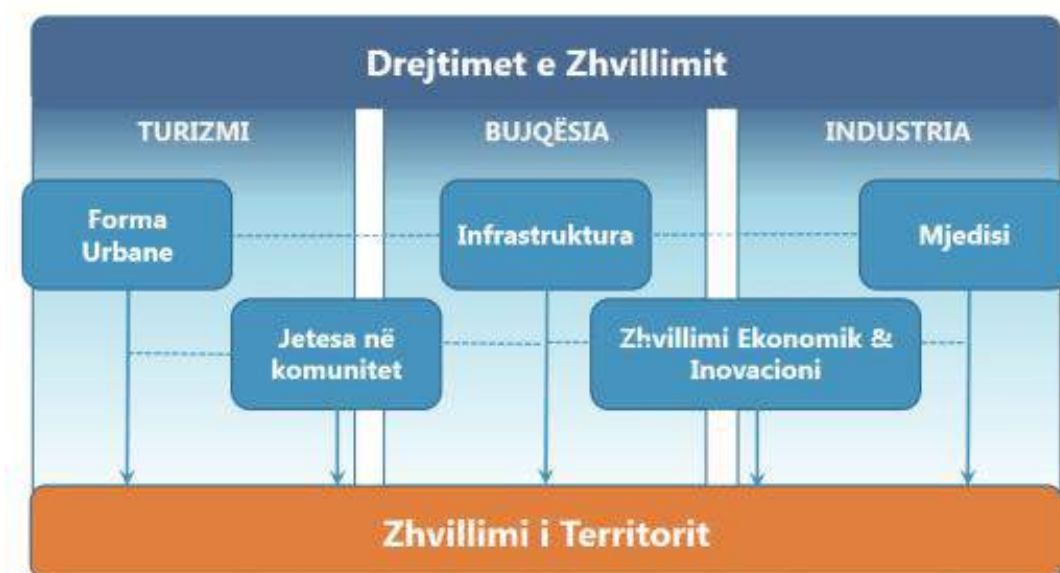 Drejtimet e Zhvillimit
TURIZMI
BUJQËSIA
INDUSTRIA
Forma
Urbane
Infrastruktura
Mjedisi
Jetesa në
komunitet
Zhvillimi Ekonomik &
Inovacioni
Zhvillimi i Territorit